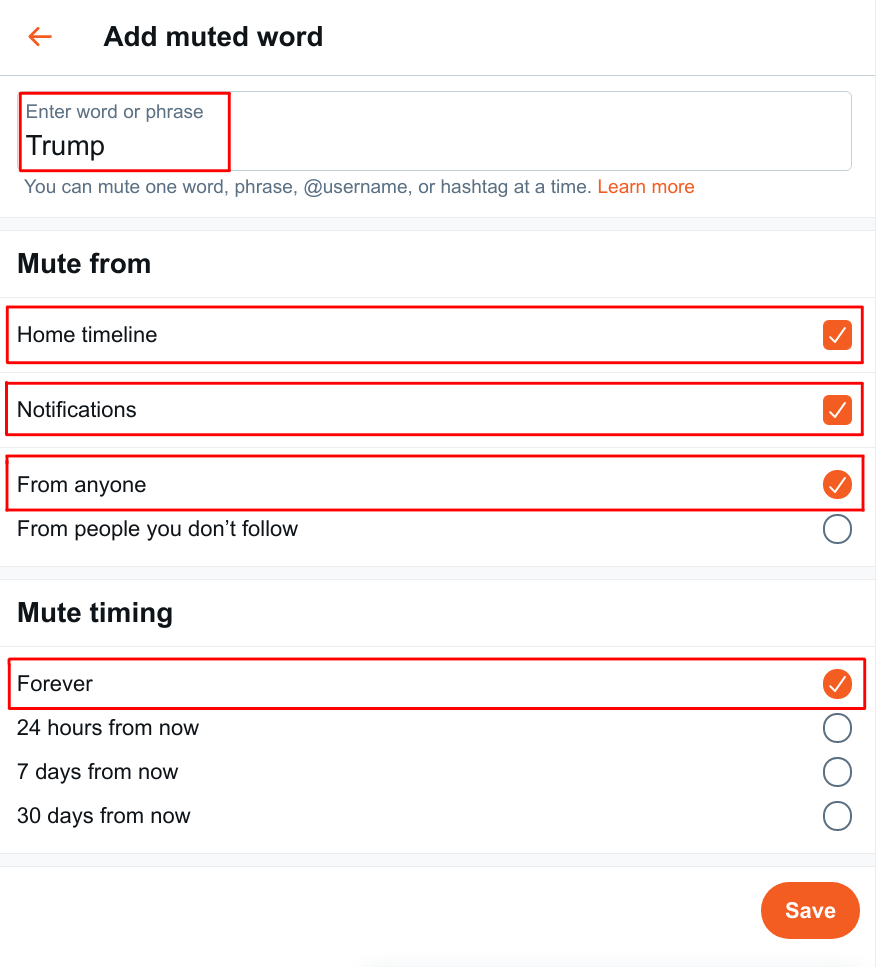 Add muted word
Enter word or phrase
Trump
You can mute one word, phrase, @username, or hashtag at a time. Learn more
Mute from
Home timeline
Notifications
From anyone
From people you don’t follow
Mute timing
Forever
24 hours from now
7 days from now
30 days from now
Save